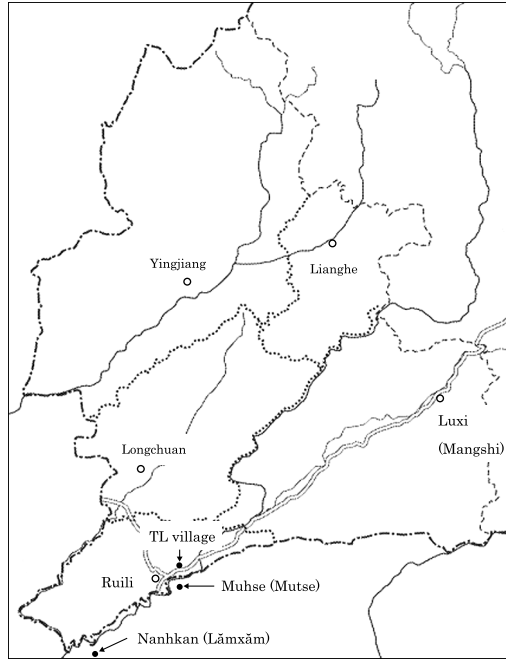 Yingjiang
Lianghe
Luxi
(Mangshi)
Longchuan
TL village
Ruili
Muhse (Mutse)
Nanhkan (Lămxăm)